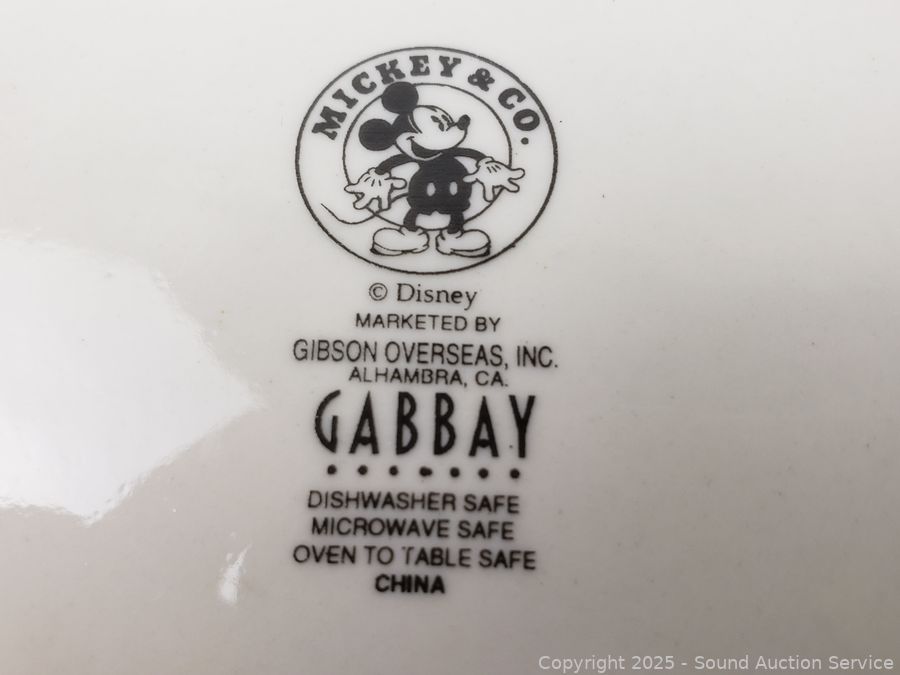 MICKEY & CO.
© Disney
MARKETED BY
GIBSON OVERSEAS, INC.
ALHAMBRA, CA.
GABBAY
DISHWASHER SAFE
MICROWAVE SAFE
OVEN TO TABLE SAFE
CHINA
Copyright 2025 - Sound Auction Service